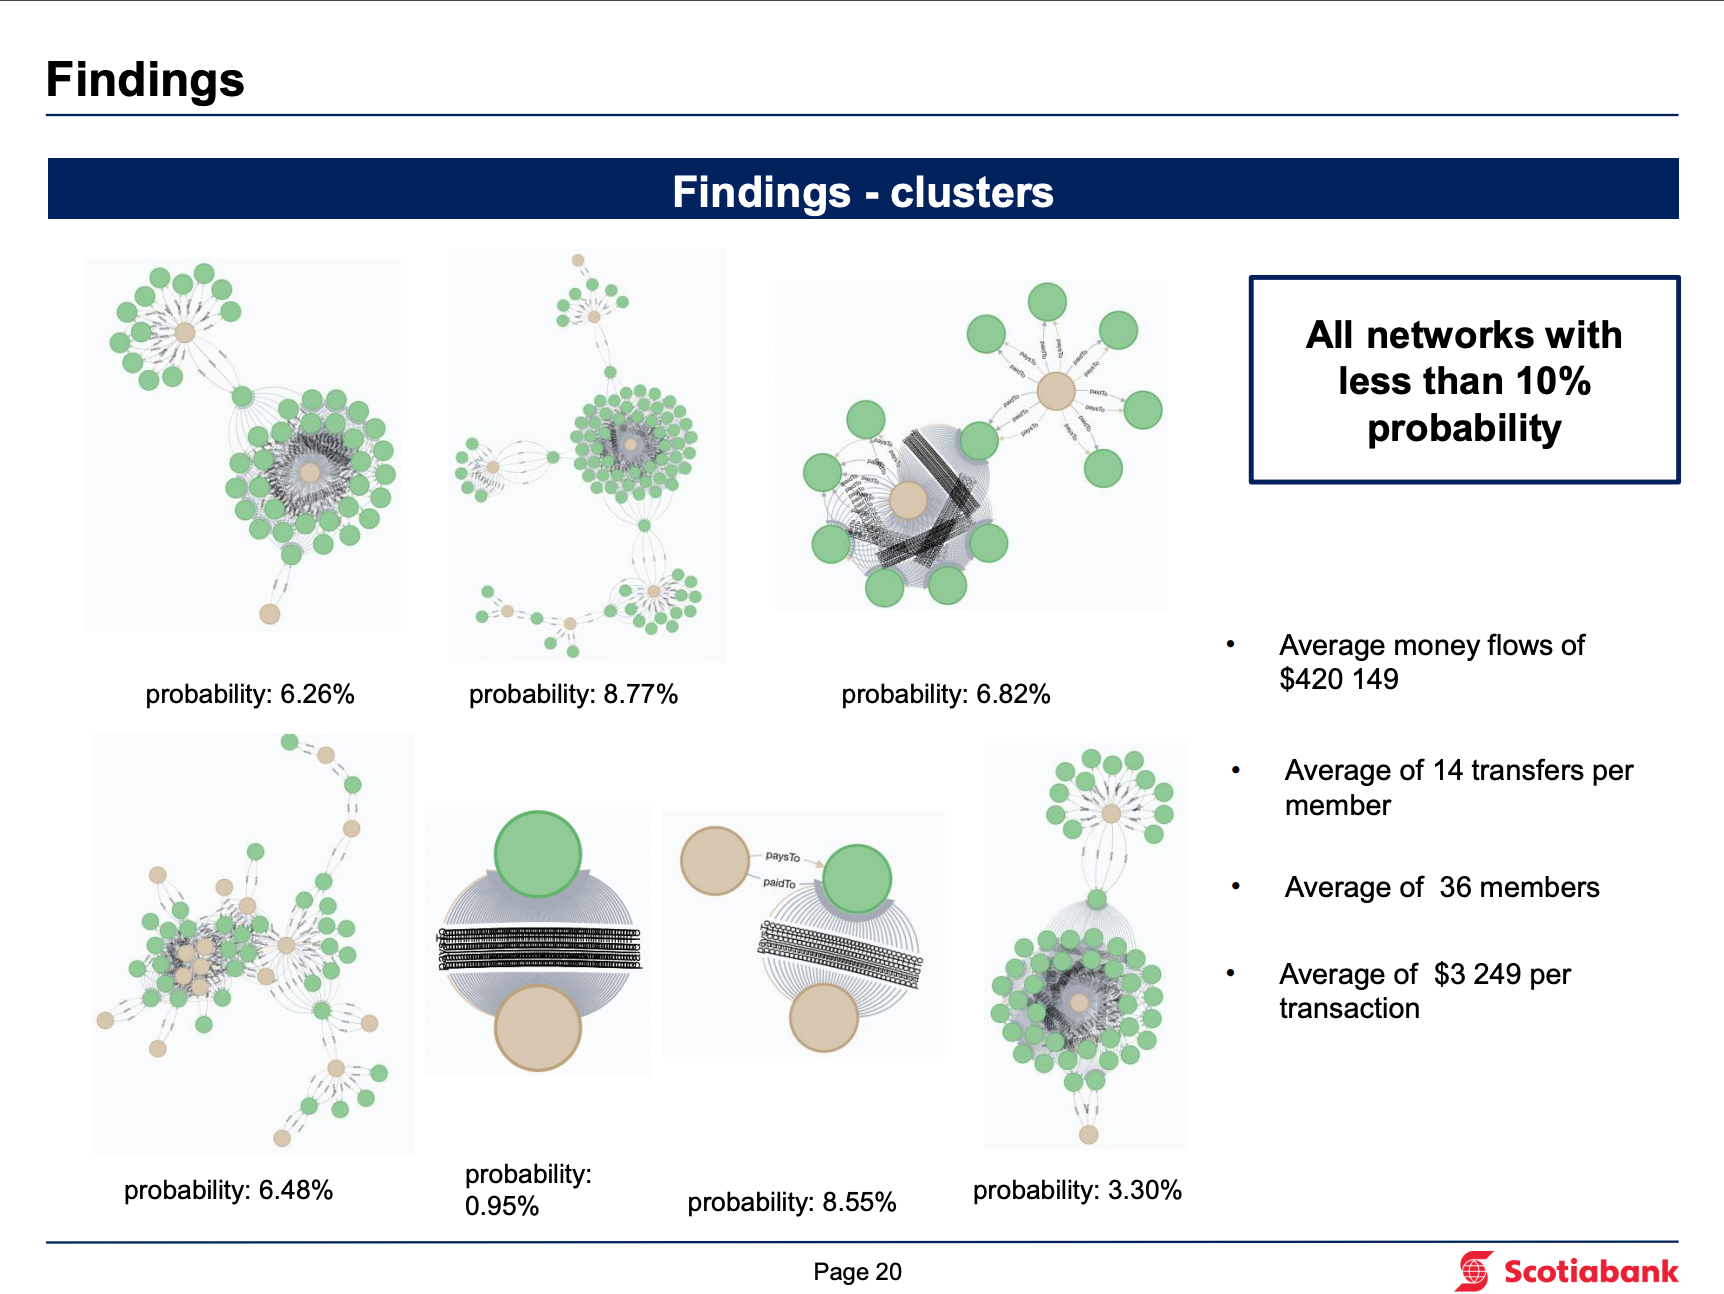 Findings
Findings - clusters
All networks with
less than 10%
probability
probability: 6.26%
probability: 8.77%
probability: 6.82%
paysTo
paidTo
probability: 6.48%
probability:
0.95%
probability: 8.55%
probability: 3.30%
• Average money flows of
$420 149
• Average of 14 transfers per
member
• Average of  36 members
• Average of  $3 249 per
transaction
Page 20
Scotiabank